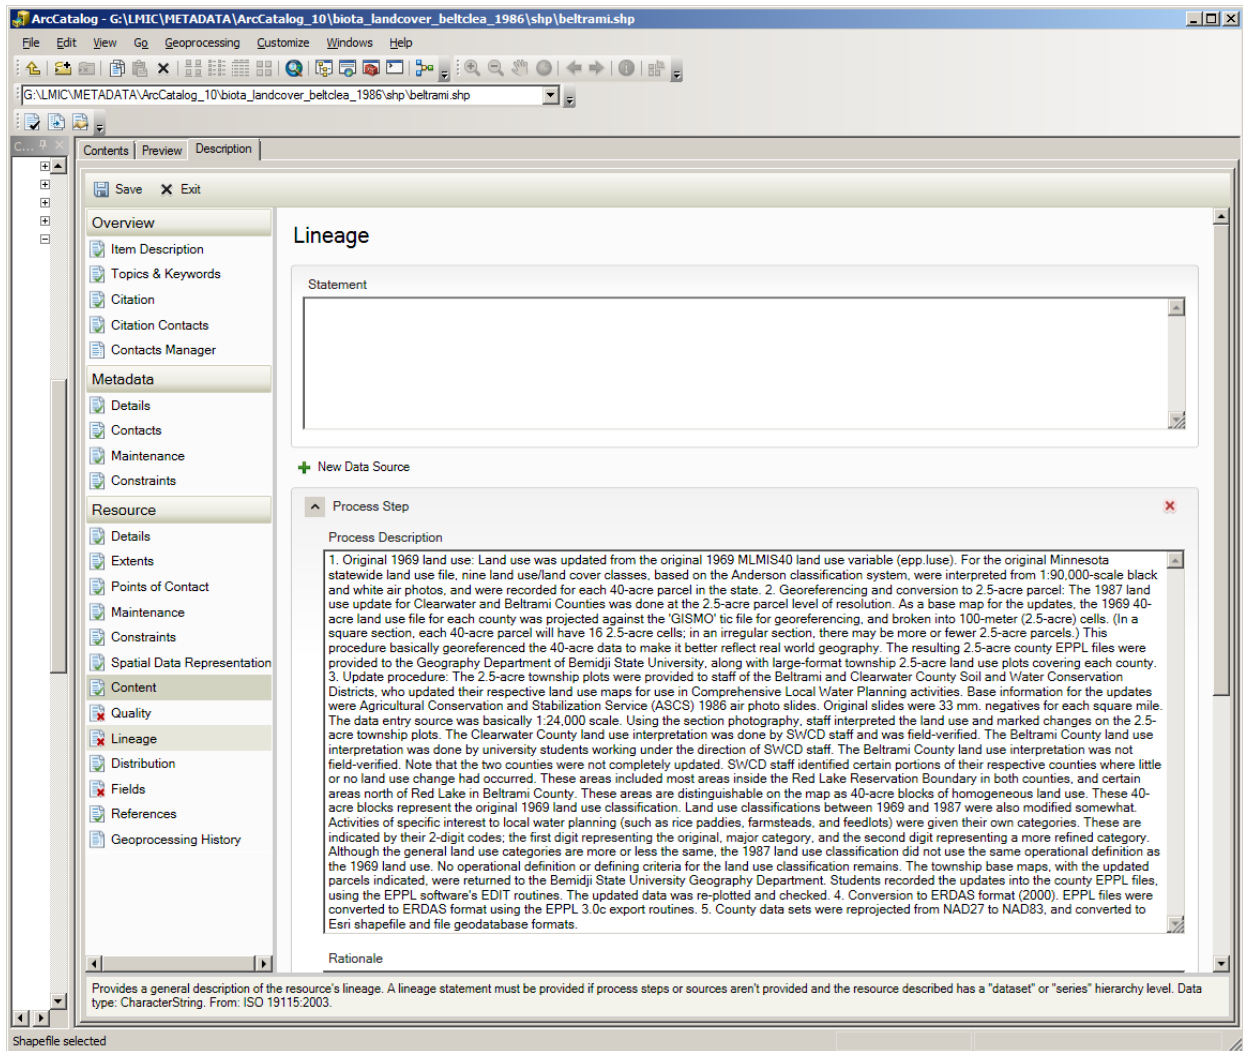 ArcCatalog - G:\LMIC\METADATA\ArcCatalog_10\biota_landcover_beltclea_1986\shp\beltrami.shp
File Edit View Go Geoprocessing Customize Windows Help
G:\LMIC\METADATA\ArcCatalog_10\biota_landcover_beltclea_1986\shp\beltrami.shp
C...
Contents Preview Description
Save Exit
Overview
Item Description
Topics & Keywords
Citation
Citation Contacts
Contacts Manager
Metadata
Details
Contacts
Maintenance
Constraints
Resource
Details
Extents
Points of Contact
Maintenance
Constraints
Spatial Data Representation
Content
Quality
Lineage
Distribution
Fields
References
Geoprocessing History
Lineage
Statement
New Data Source
Process Step
Process Description
1. Original 1969 land use: Land use was updated from the original 1969 MLMIS40 land use variable (epp.luse). For the original Minnesota
statewide land use file, nine land use/land cover classes, based on the Anderson classification system, were interpreted from 1:90,000-scale black
and white air photos, and were recorded for each 40-acre parcel in the state. 2. Georeferencing and conversion to 2.5-acre parcel: The 1987 land
use update for Clearwater and Beltrami Counties was done at the 2.5-acre parcel level of resolution. As a base map for the updates, the 1969 40-
acre land use file for each county was projected against the 'GISMO' tic file for georeferencing, and broken into 100-meter (2.5-acre) cells. (In a
square section, each 40-acre parcel will have 16 2.5-acre cells; in an irregular section, there may be more or fewer 2.5-acre parcels.) This
procedure basically georeferenced the 40-acre data to make it better reflect real world geography. The resulting 2.5-acre county EPPL files were
provided to the Geography Department of Bemidji State University, along with large-format township 2.5-acre land use plots covering each county.
3. Update procedure: The 2.5-acre township plots were provided to staff of the Beltrami and Clearwater County Soil and Water Conservation
Districts, who updated their respective land use maps for use in Comprehensive Local Water Planning activities. Base information for the updates
were Agricultural Conservation and Stabilization Service (ASCS) 1986 air photo slides. Original slides were 33 mm. negatives for each square mile.
The data entry source was basically 1:24,000 scale. Using the section photography, staff interpreted the land use and marked changes on the 2.5-
acre township plots. The Clearwater County land use interpretation was done by SWCD staff and was field-verified. The Beltrami County land use
interpretation was done by university students working under the direction of SWCD staff. The Beltrami County land use interpretation was not
field-verified. Note that the two counties were not completely updated. SWCD staff identified certain portions of their respective counties where little
or no land use change had occurred. These areas included most areas inside the Red Lake Reservation Boundary in both counties, and certain
areas north of Red Lake in Beltrami County. These areas are distinguishable on the map as 40-acre blocks of homogeneous land use. These 40-
acre blocks represent the original 1969 land use classification. Land use classifications between 1969 and 1987 were also modified somewhat.
Activities of specific interest to local water planning (such as rice paddies, farmsteads, and feedlots) were given their own categories. These are
indicated by their 2-digit codes; the first digit representing the original, major category, and the second digit representing a more refined category.
Although the general land use categories are more or less the same, the 1987 land use classification did not use the same operational definition as
the 1969 land use. No operational definition or defining criteria for the land use classification remains. The township base maps, with the updated
parcels indicated, were returned to the Bemidji State University Geography Department. Students recorded the updates into the county EPPL files,
using the EPPL software's EDIT routines. The updated data was re-plotted and checked. 4. Conversion to ERDAS format (2000). EPPL files were
converted to ERDAS format using the EPPL 3.0c export routines. 5. County data sets were reprojected from NAD27 to NAD83, and converted to
Esri shapefile and file geodatabase formats.
Rationale
Provides a general description of the resource's lineage. A lineage statement must be provided if process steps or sources aren't provided and the resource described has a "dataset" or "series" hierarchy level. Data
type: CharacterString. From: ISO 19115:2003.
Shapefile selected